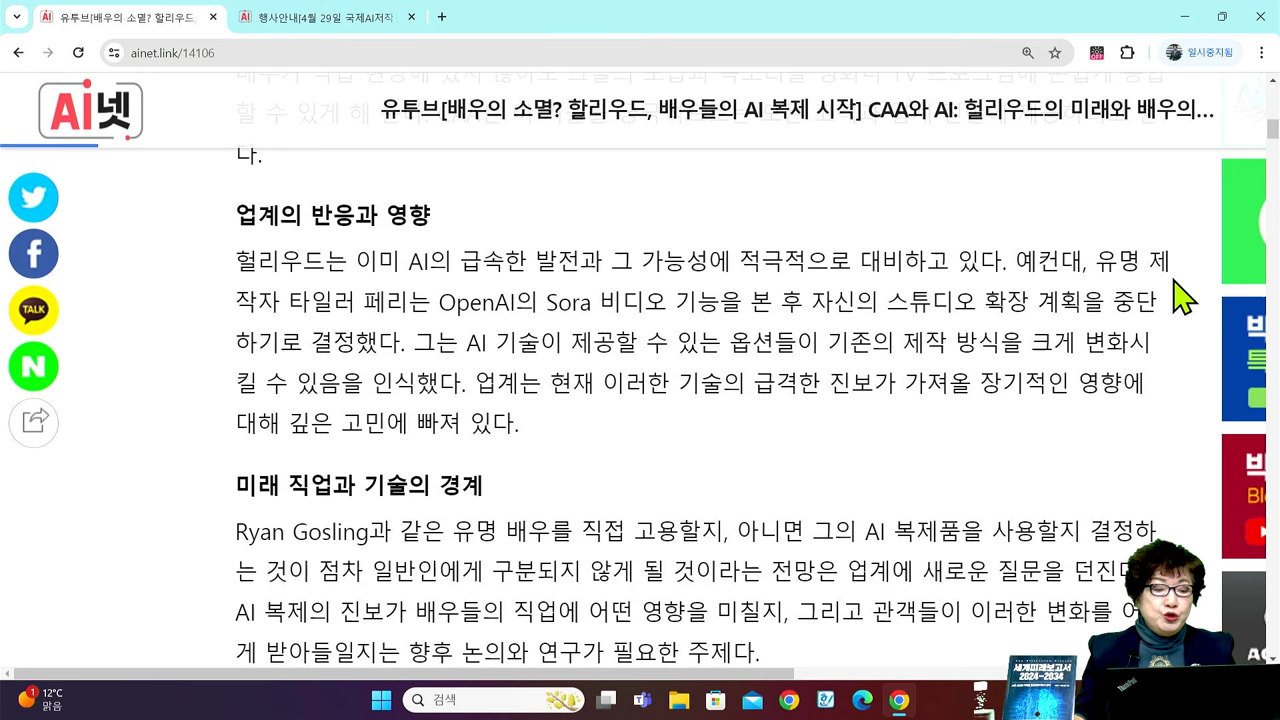 유투브[배우의 소멸? 할리우드,
행사안내[4월 29일 국제AI저작
ainet.link/14106
OFF
일시중지됨
Ai넷
유투브[배우의 소멸? 할리우드, 배우들의 AI 복제 시작] CAA와 AI: 헐리우드의 미래와 배우의...
다.
업계의 반응과 영향
헐리우드는 이미 AI의 급속한 발전과 그 가능성에 적극적으로 대비하고 있다. 예컨대, 유명 제
작자 타일러 페리는 OpenAI의 Sora 비디오 기능을 본 후 자신의 스튜디오 확장 계획을 중단
하기로 결정했다. 그는 AI 기술이 제공할 수 있는 옵션들이 기존의 제작 방식을 크게 변화시
킬 수 있음을 인식했다. 업계는 현재 이러한 기술의 급격한 진보가 가져올 장기적인 영향에
대해 깊은 고민에 빠져 있다.
미래 직업과 기술의 경계
Ryan Gosling과 같은 유명 배우를 직접 고용할지, 아니면 그의 AI 복제품을 사용할지 결정하
는 것이 점차 일반인에게 구분되지 않게 될 것이라는 전망은 업계에 새로운 질문을 던진다
AI 복제의 진보가 배우들의 직업에 어떤 영향을 미칠지, 그리고 관객들이 이러한 변화를 어
게 받아들일지는 향후 논의와 연구가 필요한 주제다.
TALK
N
세계미래보고서
2024-2034
ThinkPad
1
12°C
맑음
검색